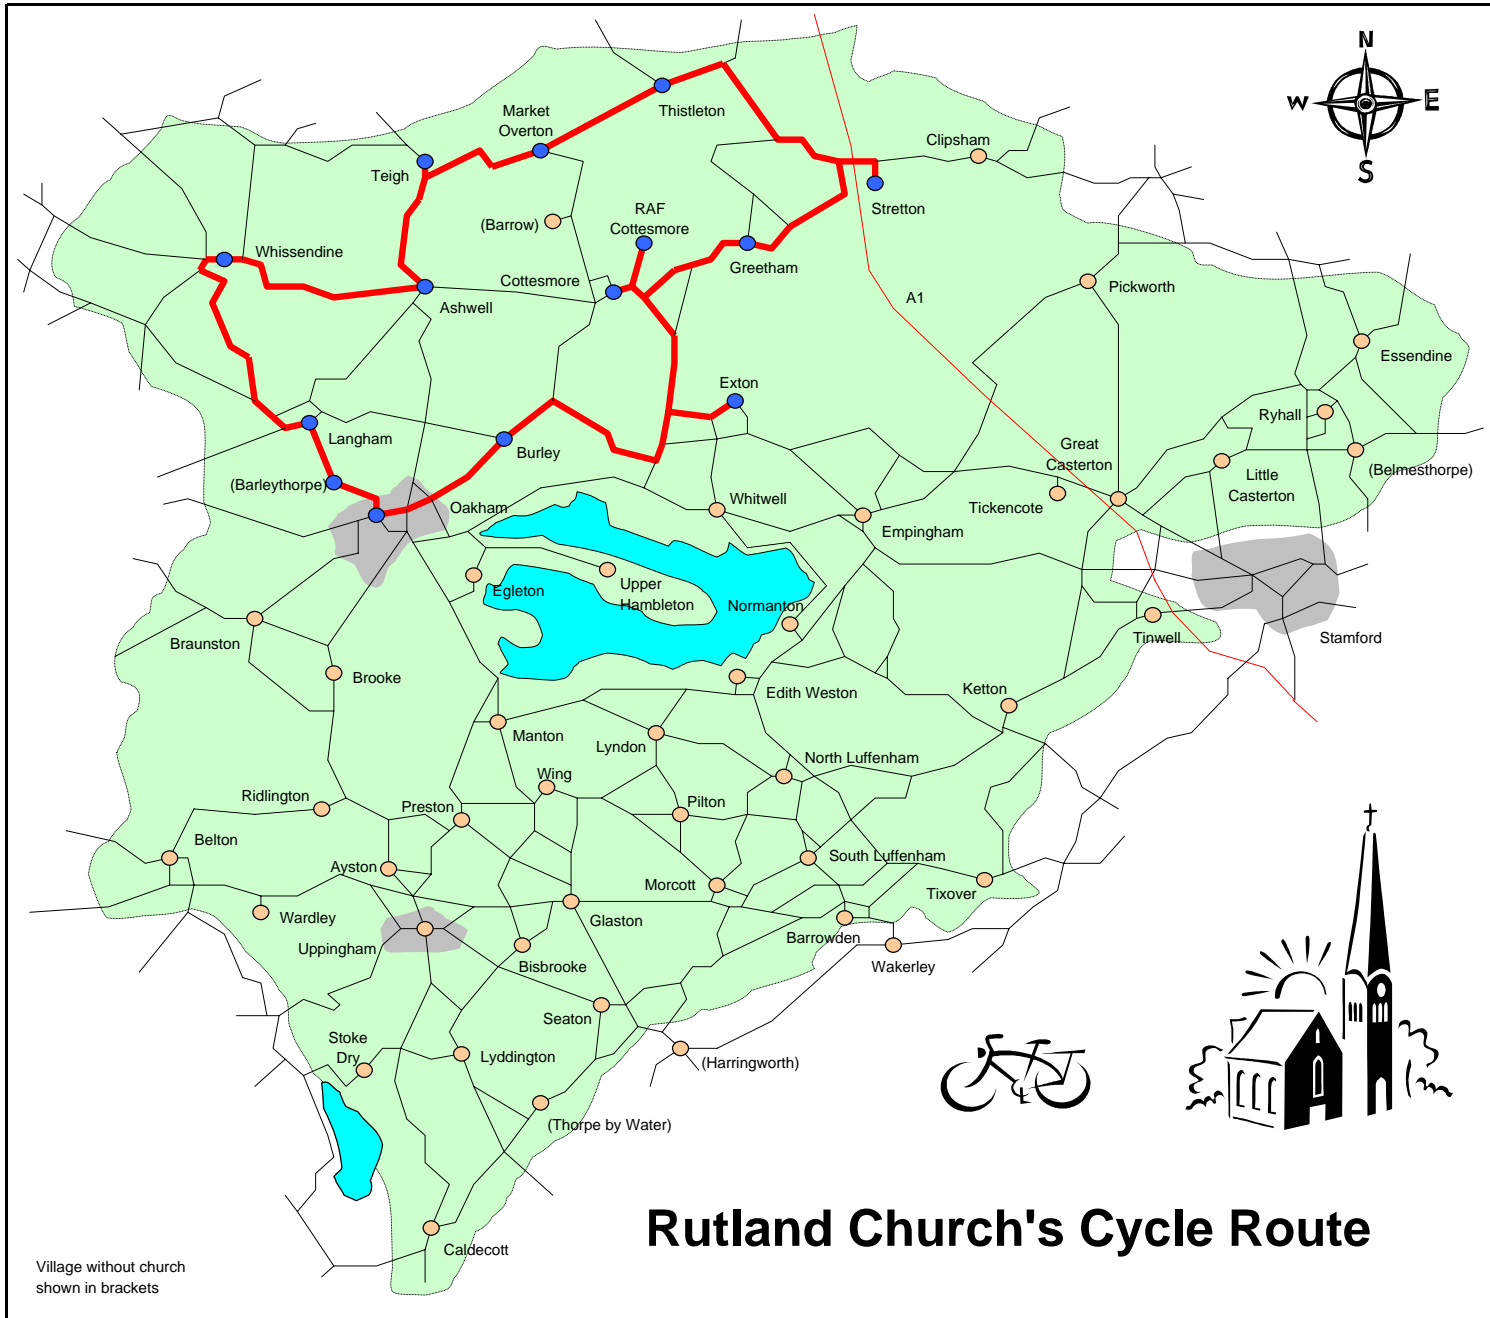 N
W
E
S
Thistleton
Market
Overton
Clipsham
Teigh
Stretton
RAF
Cottesmore
(Barrow)
Whissendine
Greetham
Cottesmore
Pickworth
Ashwell
A1
Essendine
Exton
Ryhall
Langham
Burley
Great
Casterton
(Belmesthorpe)
Little
Casterton
(Barleythorpe)
Oakham
Whitwell
Tickencote
Empingham
Egleton
Upper
Hambleton
Normanton
Braunston
Tinwell
Stamford
Brooke
Edith Weston
Ketton
Manton
Lyndon
North Luffenham
Wing
Ridlington
Preston
Pilton
Belton
Ayston
South Luffenham
Morcott
Tixover
Wardley
Glaston
Uppingham
Barrowden
Bisbrooke
Wakerley
Seaton
Stoke
Dry
Lyddington
(Harringworth)
(Thorpe by Water)
Caldecott
Rutland Church's Cycle Route
Village without church
shown in brackets